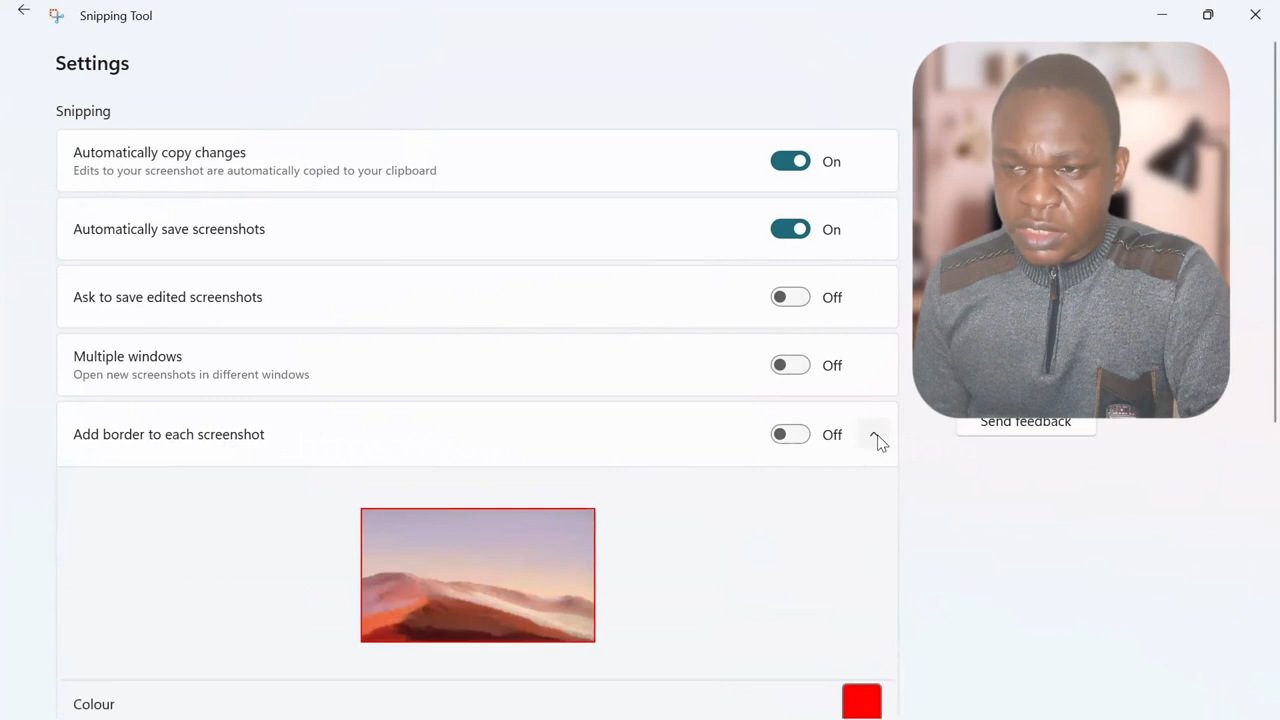 Snipping Tool
Settings
Snipping
Automatically copy changes
Edits to your screenshot are automatically copied to your clipboard
On
Automatically save screenshots
On
Ask to save edited screenshots
Off
Multiple windows
Open new screenshots in different windows
Off
Add border to each screenshot
Off
Send feedback
Colour